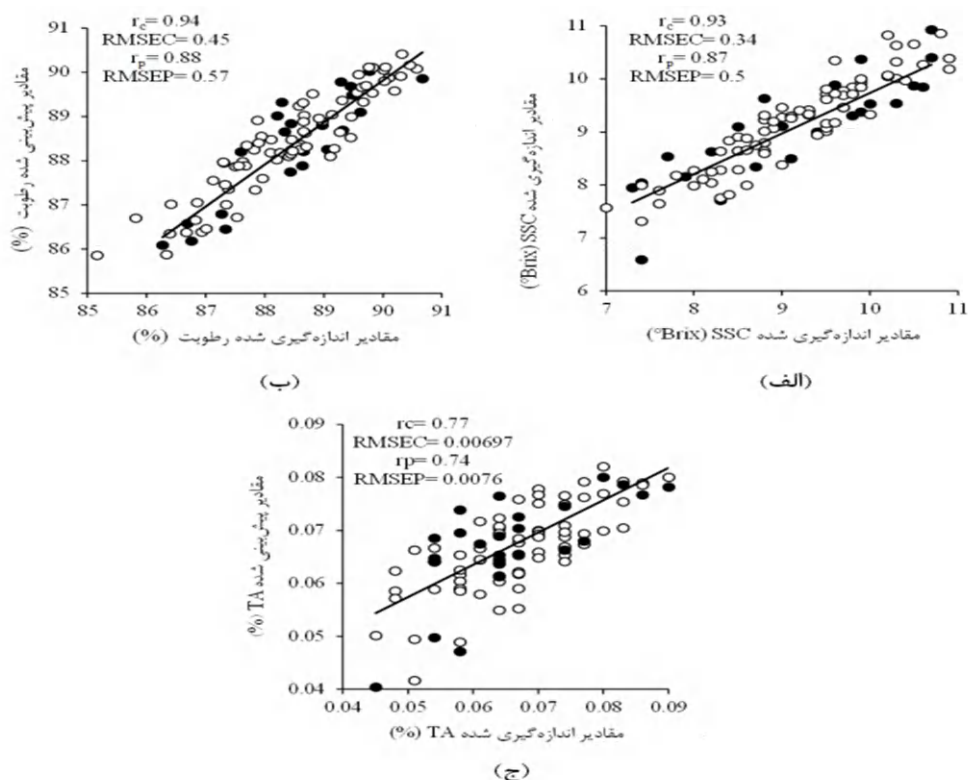 r_c= 0.93
RMSEC= 0.34
r_p= 0.87
RMSEP= 0.5
مقادیر اندازه‌گیری شده SSC (°Brix)
11
10
9
8
7
6
7 8 9 10 11
مقادیر اندازه‌گیری شده SSC (°Brix)
(الف)
r_c= 0.94
RMSEC= 0.45
r_p= 0.88
RMSEP= 0.57
مقادیر پیش‌بینی شده رطوبت (%)
91
90
89
88
87
86
85
85 86 87 88 89 90 91
مقادیر اندازه‌گیری شده رطوبت (%)
(ب)
rc= 0.77
RMSEC= 0.00697
rp= 0.74
RMSEP= 0.0076
مقادیر پیش‌بینی شده TA (%)
0.09
0.08
0.07
0.06
0.05
0.04
0.04 0.05 0.06 0.07 0.08 0.09
مقادیر اندازه‌گیری شده TA (%)
(ج)